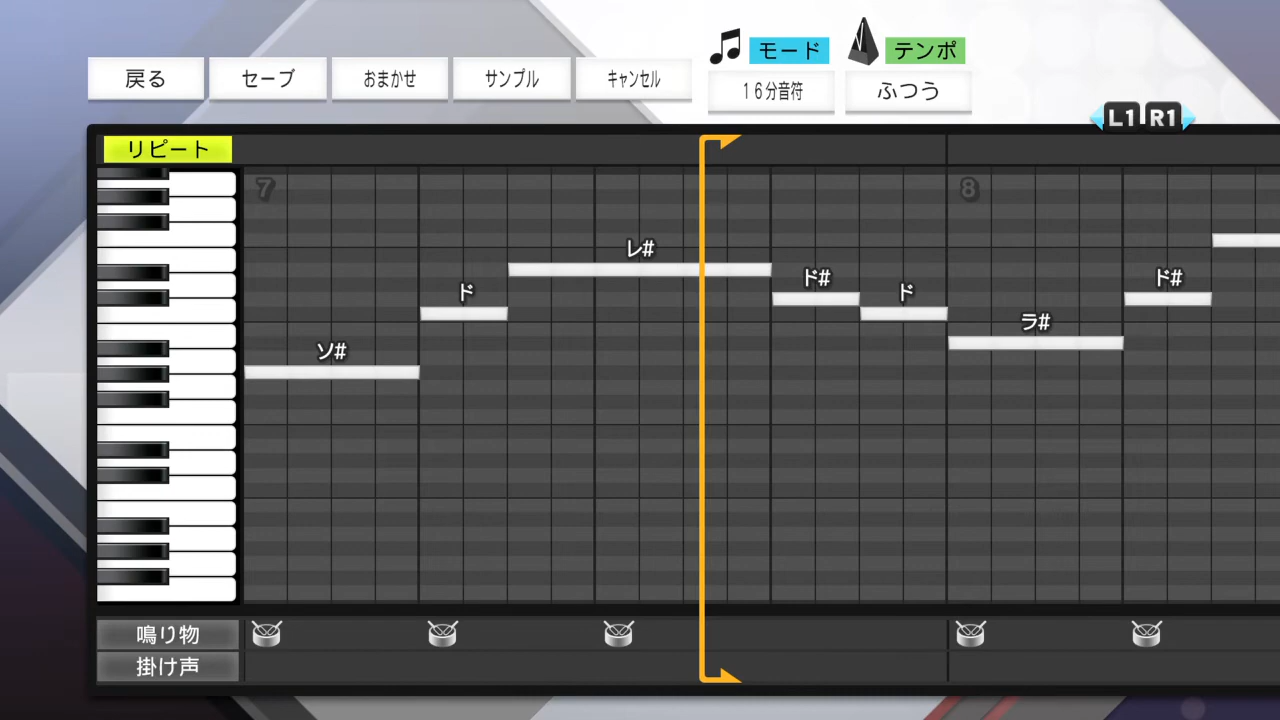 モード
テンポ
戻る
セーブ
おまかせ
サンプル
キャンセル
16分音符
ふつう
L1 R1
リピート
7
8
レ#
ド
ド#
ド
ド#
ソ#
ラ#
鳴り物
掛け声